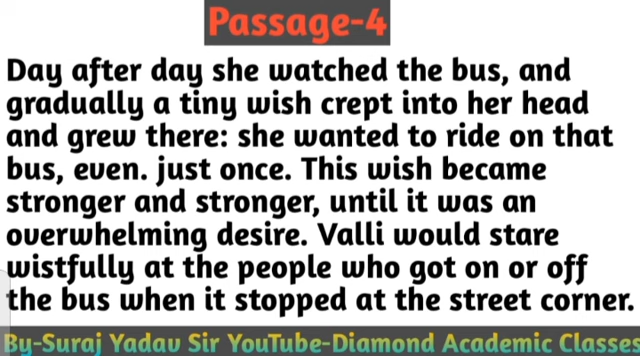 Passage-4
Day after day she watched the bus, and
gradually a tiny wish crept into her head
and grew there: she wanted to ride on that
bus, even. just once. This wish became
stronger and stronger, until it was an
overwhelming desire. Valli would stare
wistfully at the people who got on or off
the bus when it stopped at the street corner.
By-Suraj Yadav Sir YouTube-Diamond Academic Classes